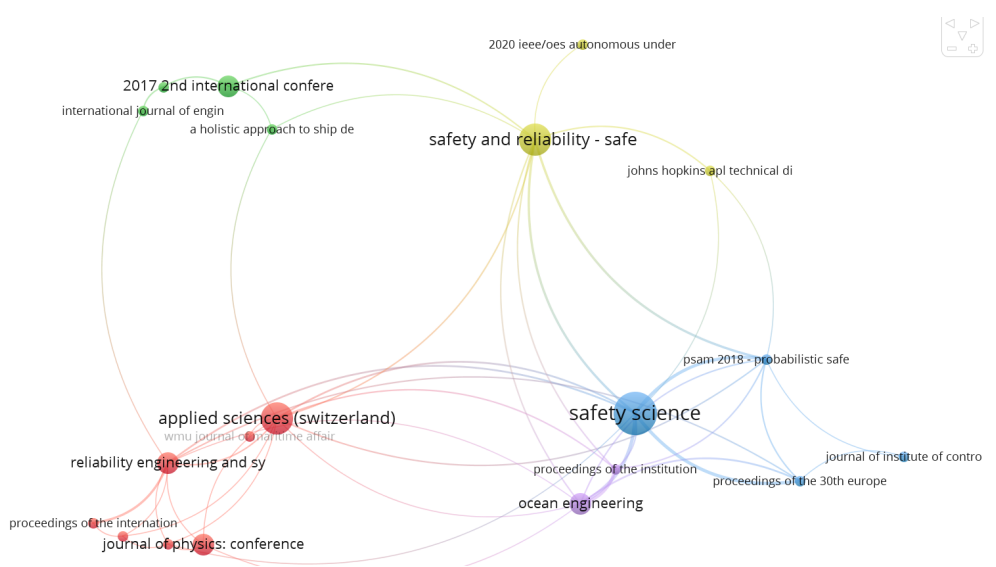 2020 ieee/oes autonomous under
2017 2nd international confere
international journal of engin
a holistic approach to ship de
safety and reliability - safe
johns hopkins apl technical di
psam 2018 - probabilistic safe
safety science
applied sciences (switzerland)
wmu journal of maritime affair
journal of institute of contro
reliability engineering and sy
proceedings of the institution
proceedings of the 30th europe
ocean engineering
proceedings of the internation
journal of physics: conference